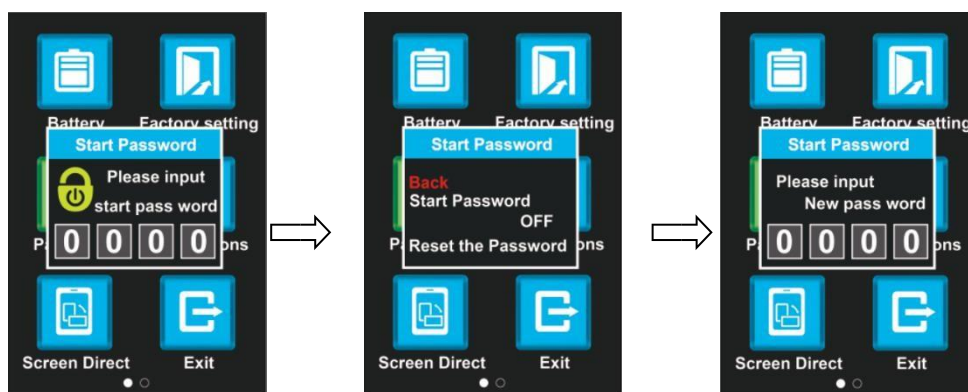 Battery
Factory setting
Start Password
Please input
start pass word
0 0 0 0
Screen Direct
Exit
Battery
Factory setting
Start Password
Back
Start Password
OFF
Reset the Password
ons
Screen Direct
Exit
Battery
Factory setting
Start Password
Please input
New pass word
0 0 0 0
ons
Screen Direct
Exit